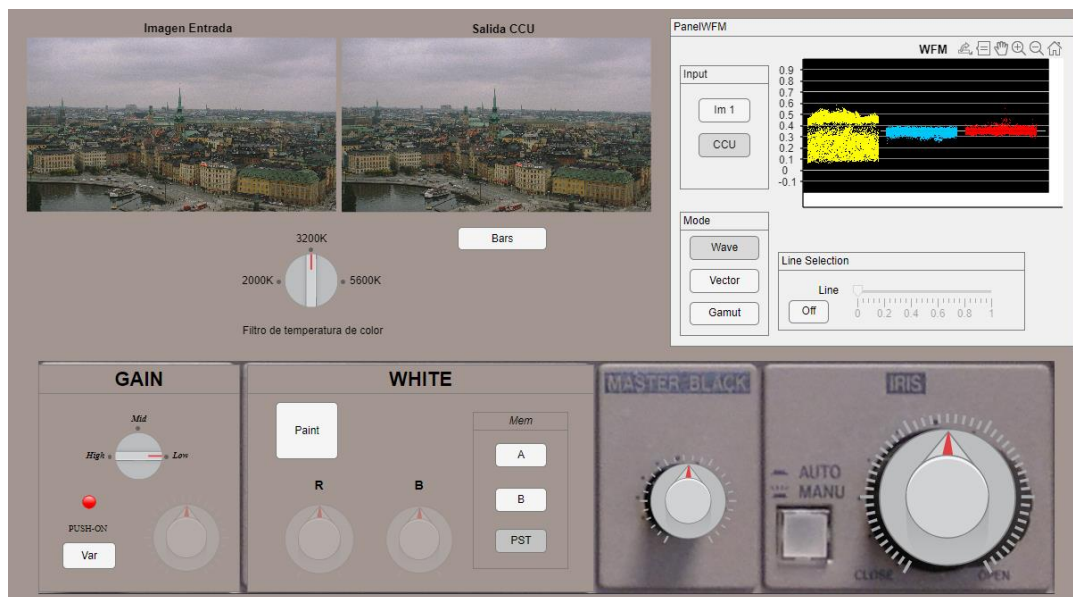 Imagen Entrada
Salida CCU
PanelWFM
WFM
Input
Im 1
CCU
0.9
0.8
0.7
0.6
0.5
0.4
0.3
0.2
0.1
0
-0.1
Mode
Wave
Vector
Gamut
Line Selection
Line
Off
0 0.2 0.4 0.6 0.8 1
Bars
3200K
2000K
5600K
Filtro de temperatura de color
GAIN
Mid
High
Low
PUSH-ON
Var
WHITE
Paint
R
B
Mem
A
B
PST
MASTER BLACK
IRIS
AUTO
MANU
CLOSE
OPEN